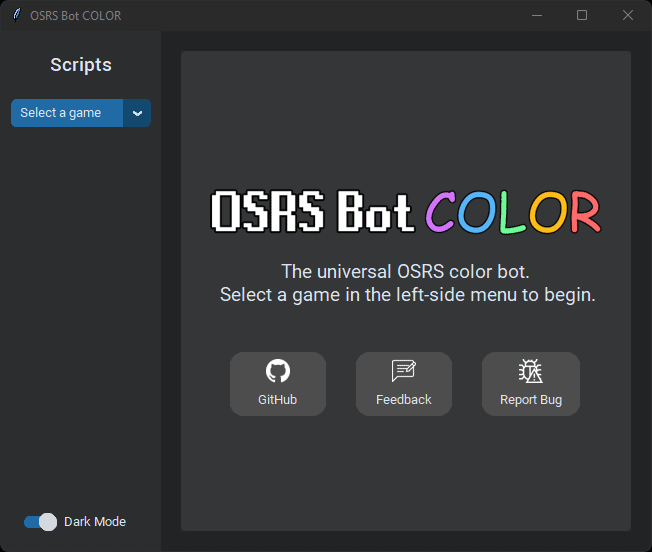 OSRS Bot COLOR
Scripts
Select a game
OSRS Bot COLOR
The universal OSRS color bot.
Select a game in the left-side menu to begin.
GitHub
Feedback
Report Bug
Dark Mode